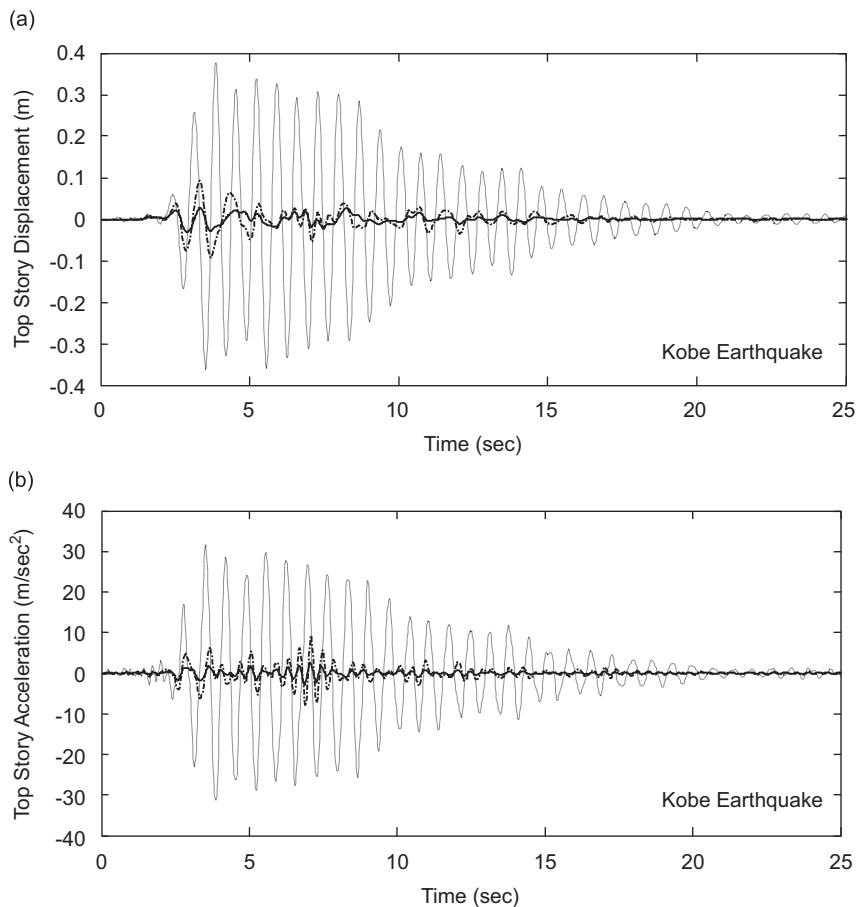 (a)
Top Story Displacement (m)
0.4
0.3
0.2
0.1
0
-0.1
-0.2
-0.3
-0.4
Kobe Earthquake
0 5 10 15 20 25
Time (sec)
(b)
Top Story Acceleration (m/sec²)
40
30
20
10
0
-10
-20
-30
-40
Kobe Earthquake
0 5 10 15 20 25
Time (sec)